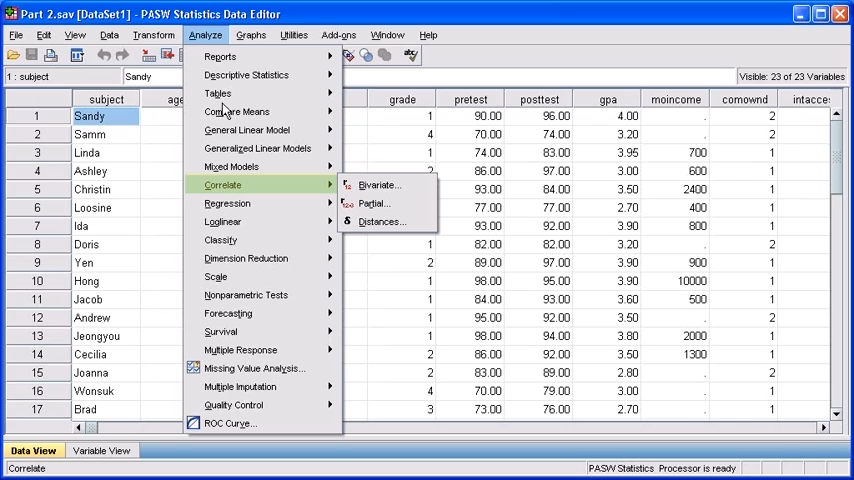 Part 2.sav [DataSet1] - PASW Statistics Data Editor
File Edit View Data Transform Analyze Graphs Utilities Add-ons Window Help
1 : subject Sandy Visible: 23 of 23 Variables
subject age grade pretest posttest gpa moincome comownd intacces
1 Sandy 1 90.00 96.00 4.00 2
2 Samm 4 70.00 74.00 3.20 . 2
3 Linda 1 74.00 83.00 3.95 700 1
4 Ashley 2 86.00 97.00 3.00 600 1
5 Christin 93.00 84.00 3.50 2400 1
6 Loosine 77.00 77.00 2.70 400 1
7 Ida 93.00 92.00 3.90 800 1
8 Doris 1 82.00 82.00 3.20 . 2
9 Yen 2 89.00 97.00 3.90 900 1
10 Hong 1 98.00 95.00 3.90 10000 1
11 Jacob 1 84.00 93.00 3.60 500 1
12 Andrew 1 95.00 92.00 3.50 . 2
13 Jeongyou 1 98.00 94.00 3.80 2000 1
14 Cecilia 2 86.00 92.00 3.50 1300 1
15 Joanna 2 83.00 89.00 2.80 . 2
16 Wonsuk 4 70.00 79.00 3.00 . 1
17 Brad 3 73.00 76.00 2.70 . 1
Reports
Descriptive Statistics
Tables
Compare Means
General Linear Model
Generalized Linear Models
Mixed Models
Correlate
Regression
Loglinear
Classify
Dimension Reduction
Scale
Nonparametric Tests
Forecasting
Survival
Multiple Response
Missing Value Analysis...
Multiple Imputation
Quality Control
ROC Curve...
Bivariate...
Partial...
Distances...
Data View Variable View
Correlate PASW Statistics Processor is ready